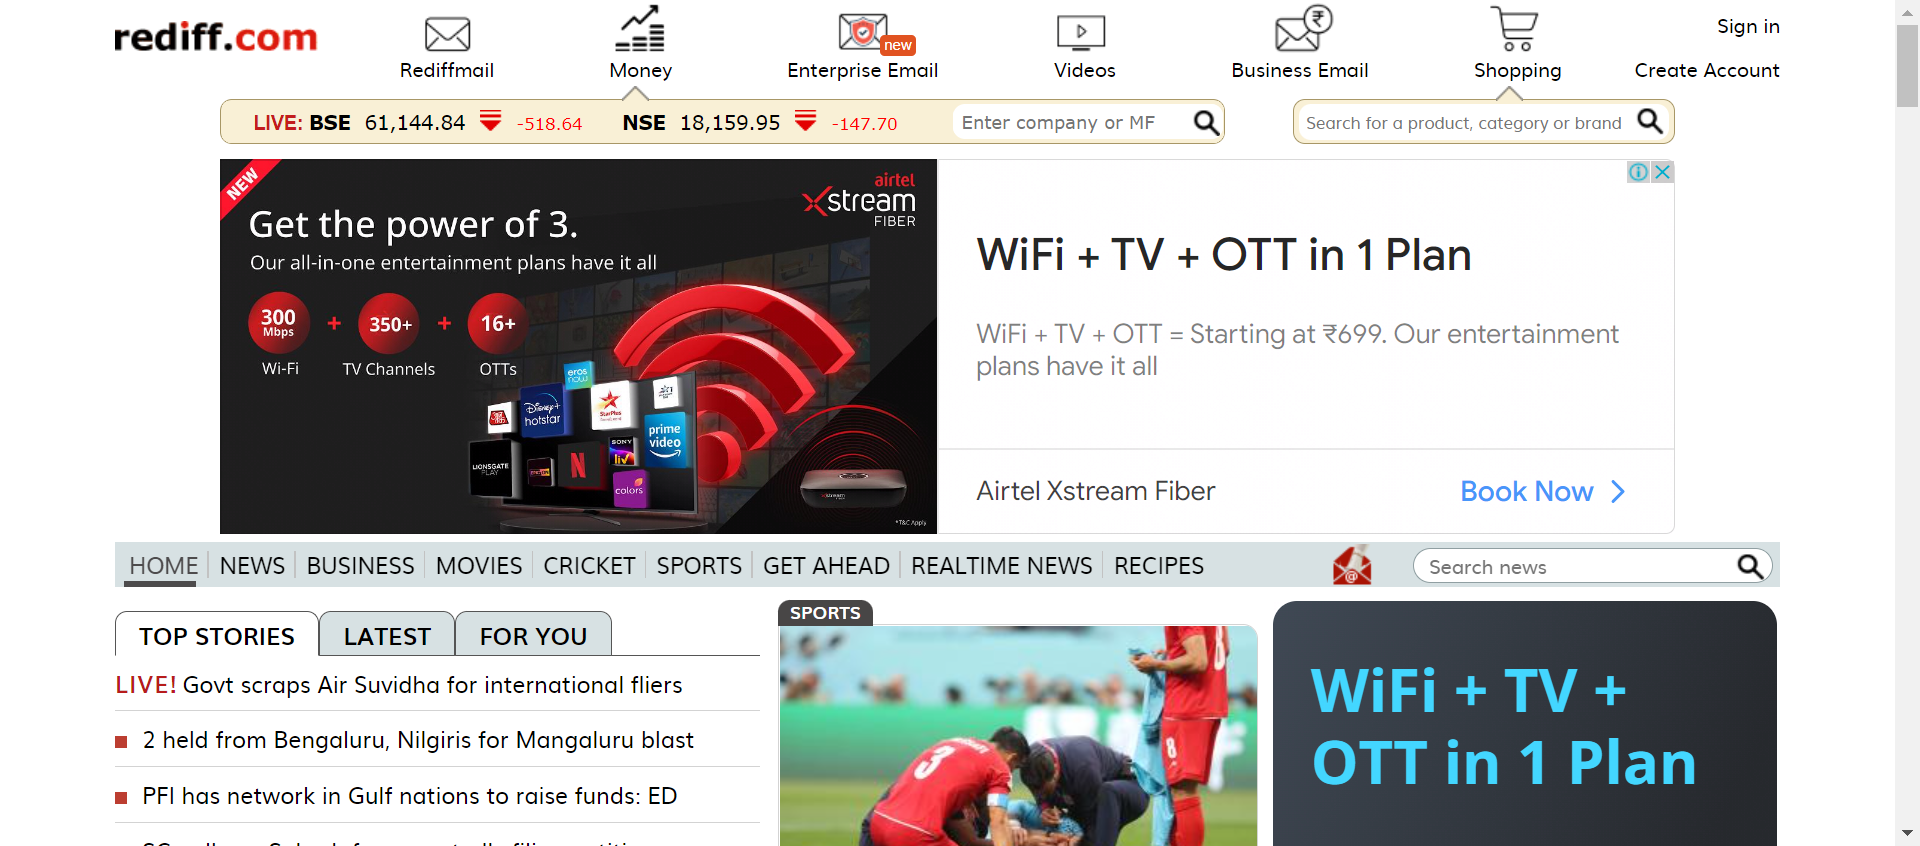 rediff.com
Rediffmail
Money
new
Enterprise Email
Videos
₹
Business Email
Shopping
Sign in
Create Account
LIVE: BSE 61,144.84 -518.64 NSE 18,159.95 -147.70
Enter company or MF
Search for a product, category or brand
NEW
airtel
Xstream
FIBER
Get the power of 3.
Our all-in-one entertainment plans have it all
300 Mbps + 350+ + 16+
Wi-Fi TV Channels OTTs
eros now
Disney+ hotstar
StarPlus
prime video
SONY liv
LIONSGATE PLAY
N
colors
xstream
*T&C Apply
WiFi + TV + OTT in 1 Plan
WiFi + TV + OTT = Starting at ₹699. Our entertainment
plans have it all
Airtel Xstream Fiber
Book Now
HOME NEWS BUSINESS MOVIES CRICKET SPORTS GET AHEAD REALTIME NEWS RECIPES
@
Search news
TOP STORIES LATEST FOR YOU
LIVE! Govt scraps Air Suvidha for international fliers
2 held from Bengaluru, Nilgiris for Mangaluru blast
PFI has network in Gulf nations to raise funds: ED
SPORTS
8
8
3
WiFi + TV +
OTT in 1 Plan